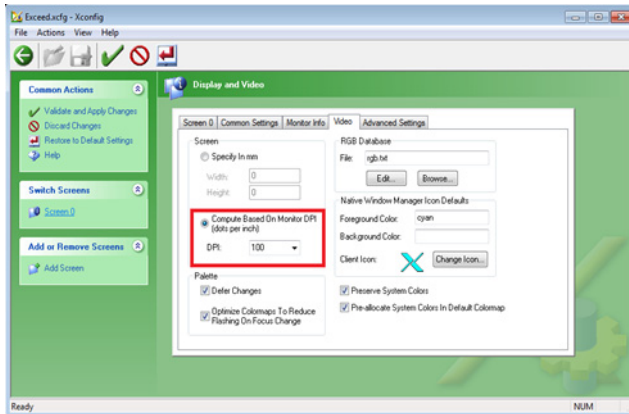 Exceed.xcfg - Xconfig
File Actions View Help
Common Actions
Validate and Apply Changes
Discard Changes
Restore to Default Settings
Help
Switch Screens
Screen 0
Add or Remove Screens
Add Screen
Display and Video
Screen 0 Common Settings Monitor Info Video Advanced Settings
Screen
Specify In mm
Width: 0
Height: 0
Compute Based On Monitor DPI
(dots per inch)
DPI: 100
Palette
Defer Changes
Optimize Colormaps To Reduce
Flashing On Focus Change
RGB Database
File: rgb.txt
Edit... Browse...
Native Window Manager Icon Defaults
Foreground Color: cyan
Background Color:
Client Icon: Change Icon...
Preserve System Colors
Pre-allocate System Colors In Default Colormap
Ready NUM